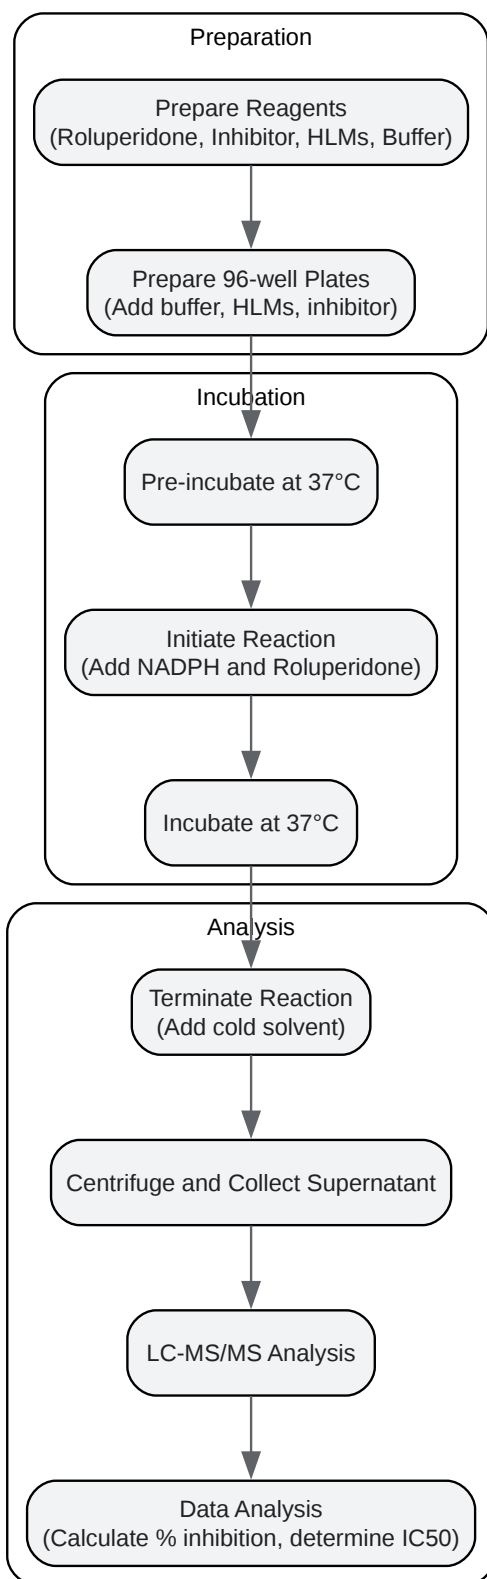 Preparation
Prepare Reagents
(Roluperidone, Inhibitor, HLMs, Buffer)
Prepare 96-well Plates
(Add buffer, HLMs, inhibitor)
Incubation
Pre-incubate at 37°C
Initiate Reaction
(Add NADPH and Roluperidone)
Incubate at 37°C
Analysis
Terminate Reaction
(Add cold solvent)
Centrifuge and Collect Supernatant
LC-MS/MS Analysis
Data Analysis
(Calculate % inhibition, determine IC50)